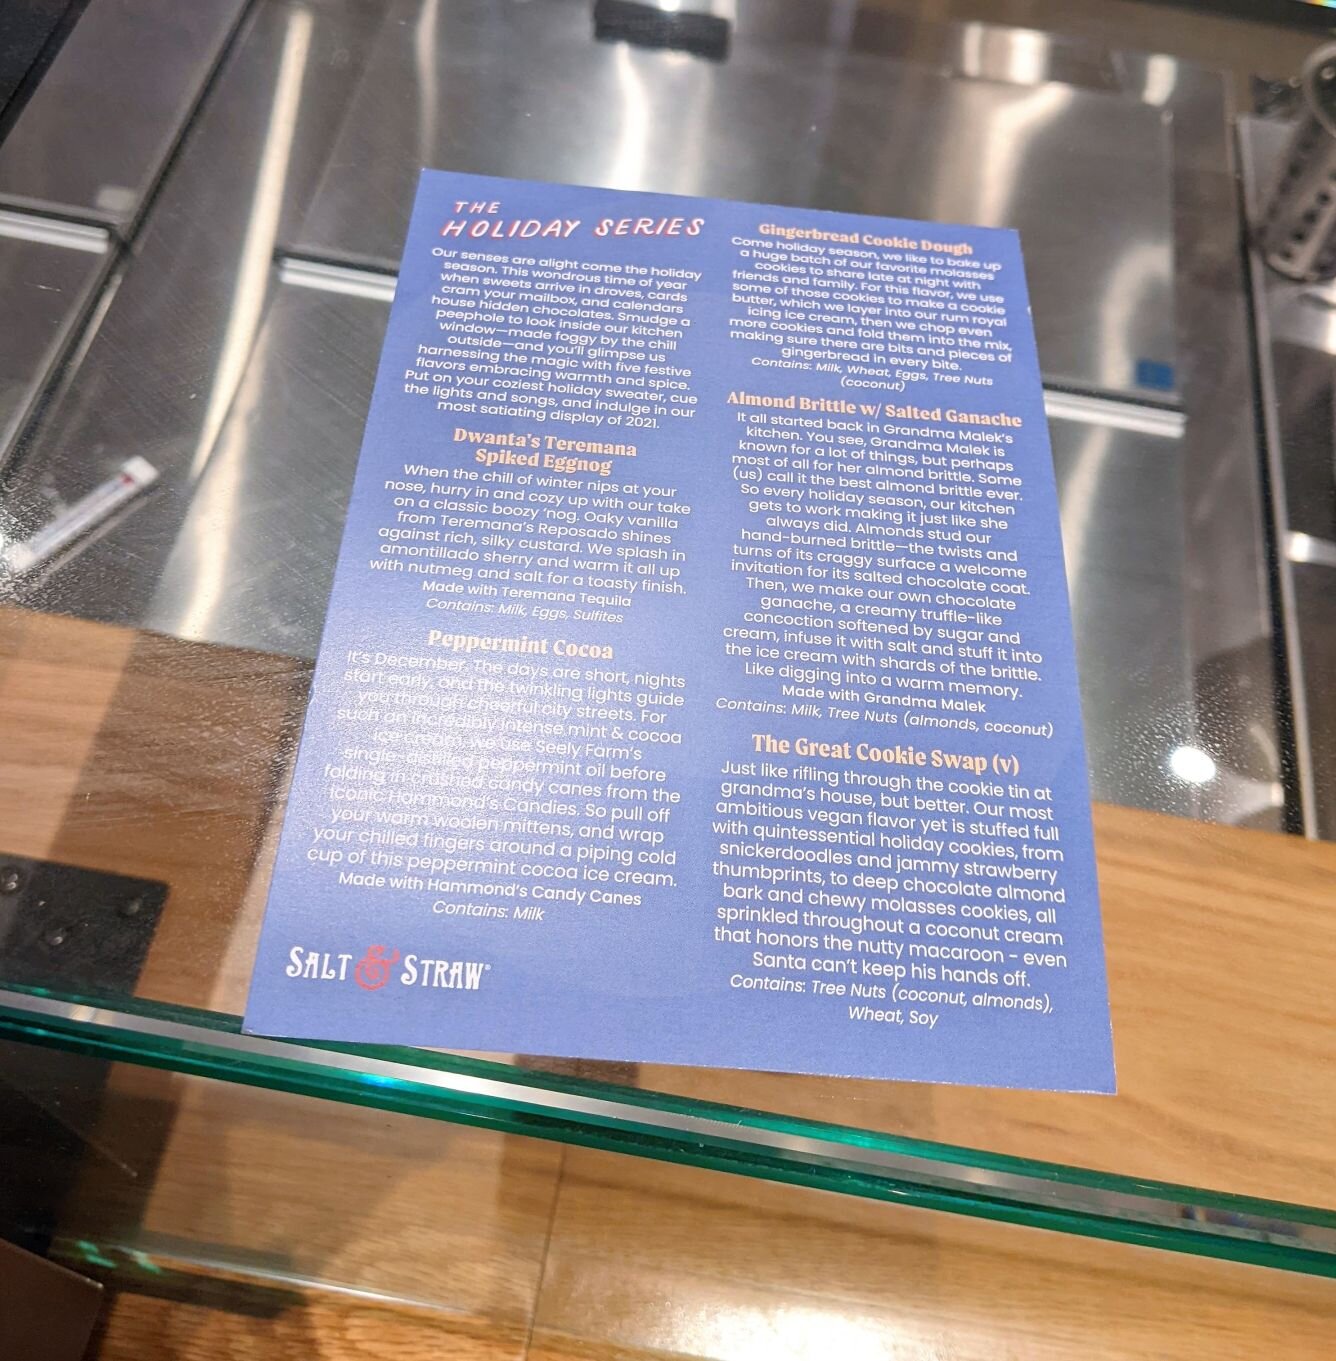 THE
HOLIDAY SERIES
Our senses are alight come the holiday
season. This wondrous time of year
when sweets arrive in droves, cards
cram your mailbox, and calendars
house hidden chocolates. Smudge a
peephole to look inside our kitchen
window—made foggy by the chill
outside—and you'll glimpse us
harnessing the magic with five festive
flavors embracing warmth and spice.
Put on your coziest holiday sweater, cue
the lights and songs, and indulge in our
most satiating display of 2021.
Dwanta's Teremana
Spiked Eggnog
When the chill of winter nips at your
nose, hurry in and cozy up with our take
on a classic boozy 'nog. Oaky vanilla
from Teremana's Reposado shines
against rich, silky custard. We splash in
amontillado sherry and warm it all up
with nutmeg and salt for a toasty finish.
Made with Teremana Tequila
Contains: Milk, Eggs, Sulfites
Peppermint Cocoa
It's December. The days are short, nights
start early, and the twinkling lights guide
you through cheerful city streets. For
such an incredibly intense mint & cocoa
ice cream, we use Seely Farm's
single-distilled peppermint oil before
folding in crushed candy canes from the
iconic Hammond's Candies. So pull off
your warm woolen mittens, and wrap
your chilled fingers around a piping cold
cup of this peppermint cocoa ice cream.
Made with Hammond's Candy Canes
Contains: Milk
SALT & STRAW®
Gingerbread Cookie Dough
Come holiday season, we like to bake up
a huge batch of our favorite molasses
cookies to share late at night with
friends and family. For this flavor, we use
some of those cookies to make a cookie
butter, which we layer into our rum royal
icing ice cream, then we chop even
more cookies and fold them into the mix,
making sure there are bits and pieces of
gingerbread in every bite.
Contains: Milk, Wheat, Eggs, Tree Nuts
(coconut)
Almond Brittle w/ Salted Ganache
It all started back in Grandma Malek's
kitchen. You see, Grandma Malek is
known for a lot of things, but perhaps
most of all for her almond brittle. Some
(us) call it the best almond brittle ever.
So every holiday season, our kitchen
gets to work making it just like she
always did. Almonds stud our
hand-burned brittle—the twists and
turns of its craggy surface a welcome
invitation for its salted chocolate coat.
Then, we make our own chocolate
ganache, a creamy truffle-like
concoction softened by sugar and
cream, infuse it with salt and stuff it into
the ice cream with shards of the brittle.
Like digging into a warm memory.
Made with Grandma Malek
Contains: Milk, Tree Nuts (almonds, coconut)
The Great Cookie Swap (v)
Just like rifling through the cookie tin at
grandma's house, but better. Our most
ambitious vegan flavor yet is stuffed full
with quintessential holiday cookies, from
snickerdoodles and jammy strawberry
thumbprints, to deep chocolate almond
bark and chewy molasses cookies, all
sprinkled throughout a coconut cream
that honors the nutty macaroon - even
Santa can't keep his hands off.
Contains: Tree Nuts (coconut, almonds),
Wheat, Soy